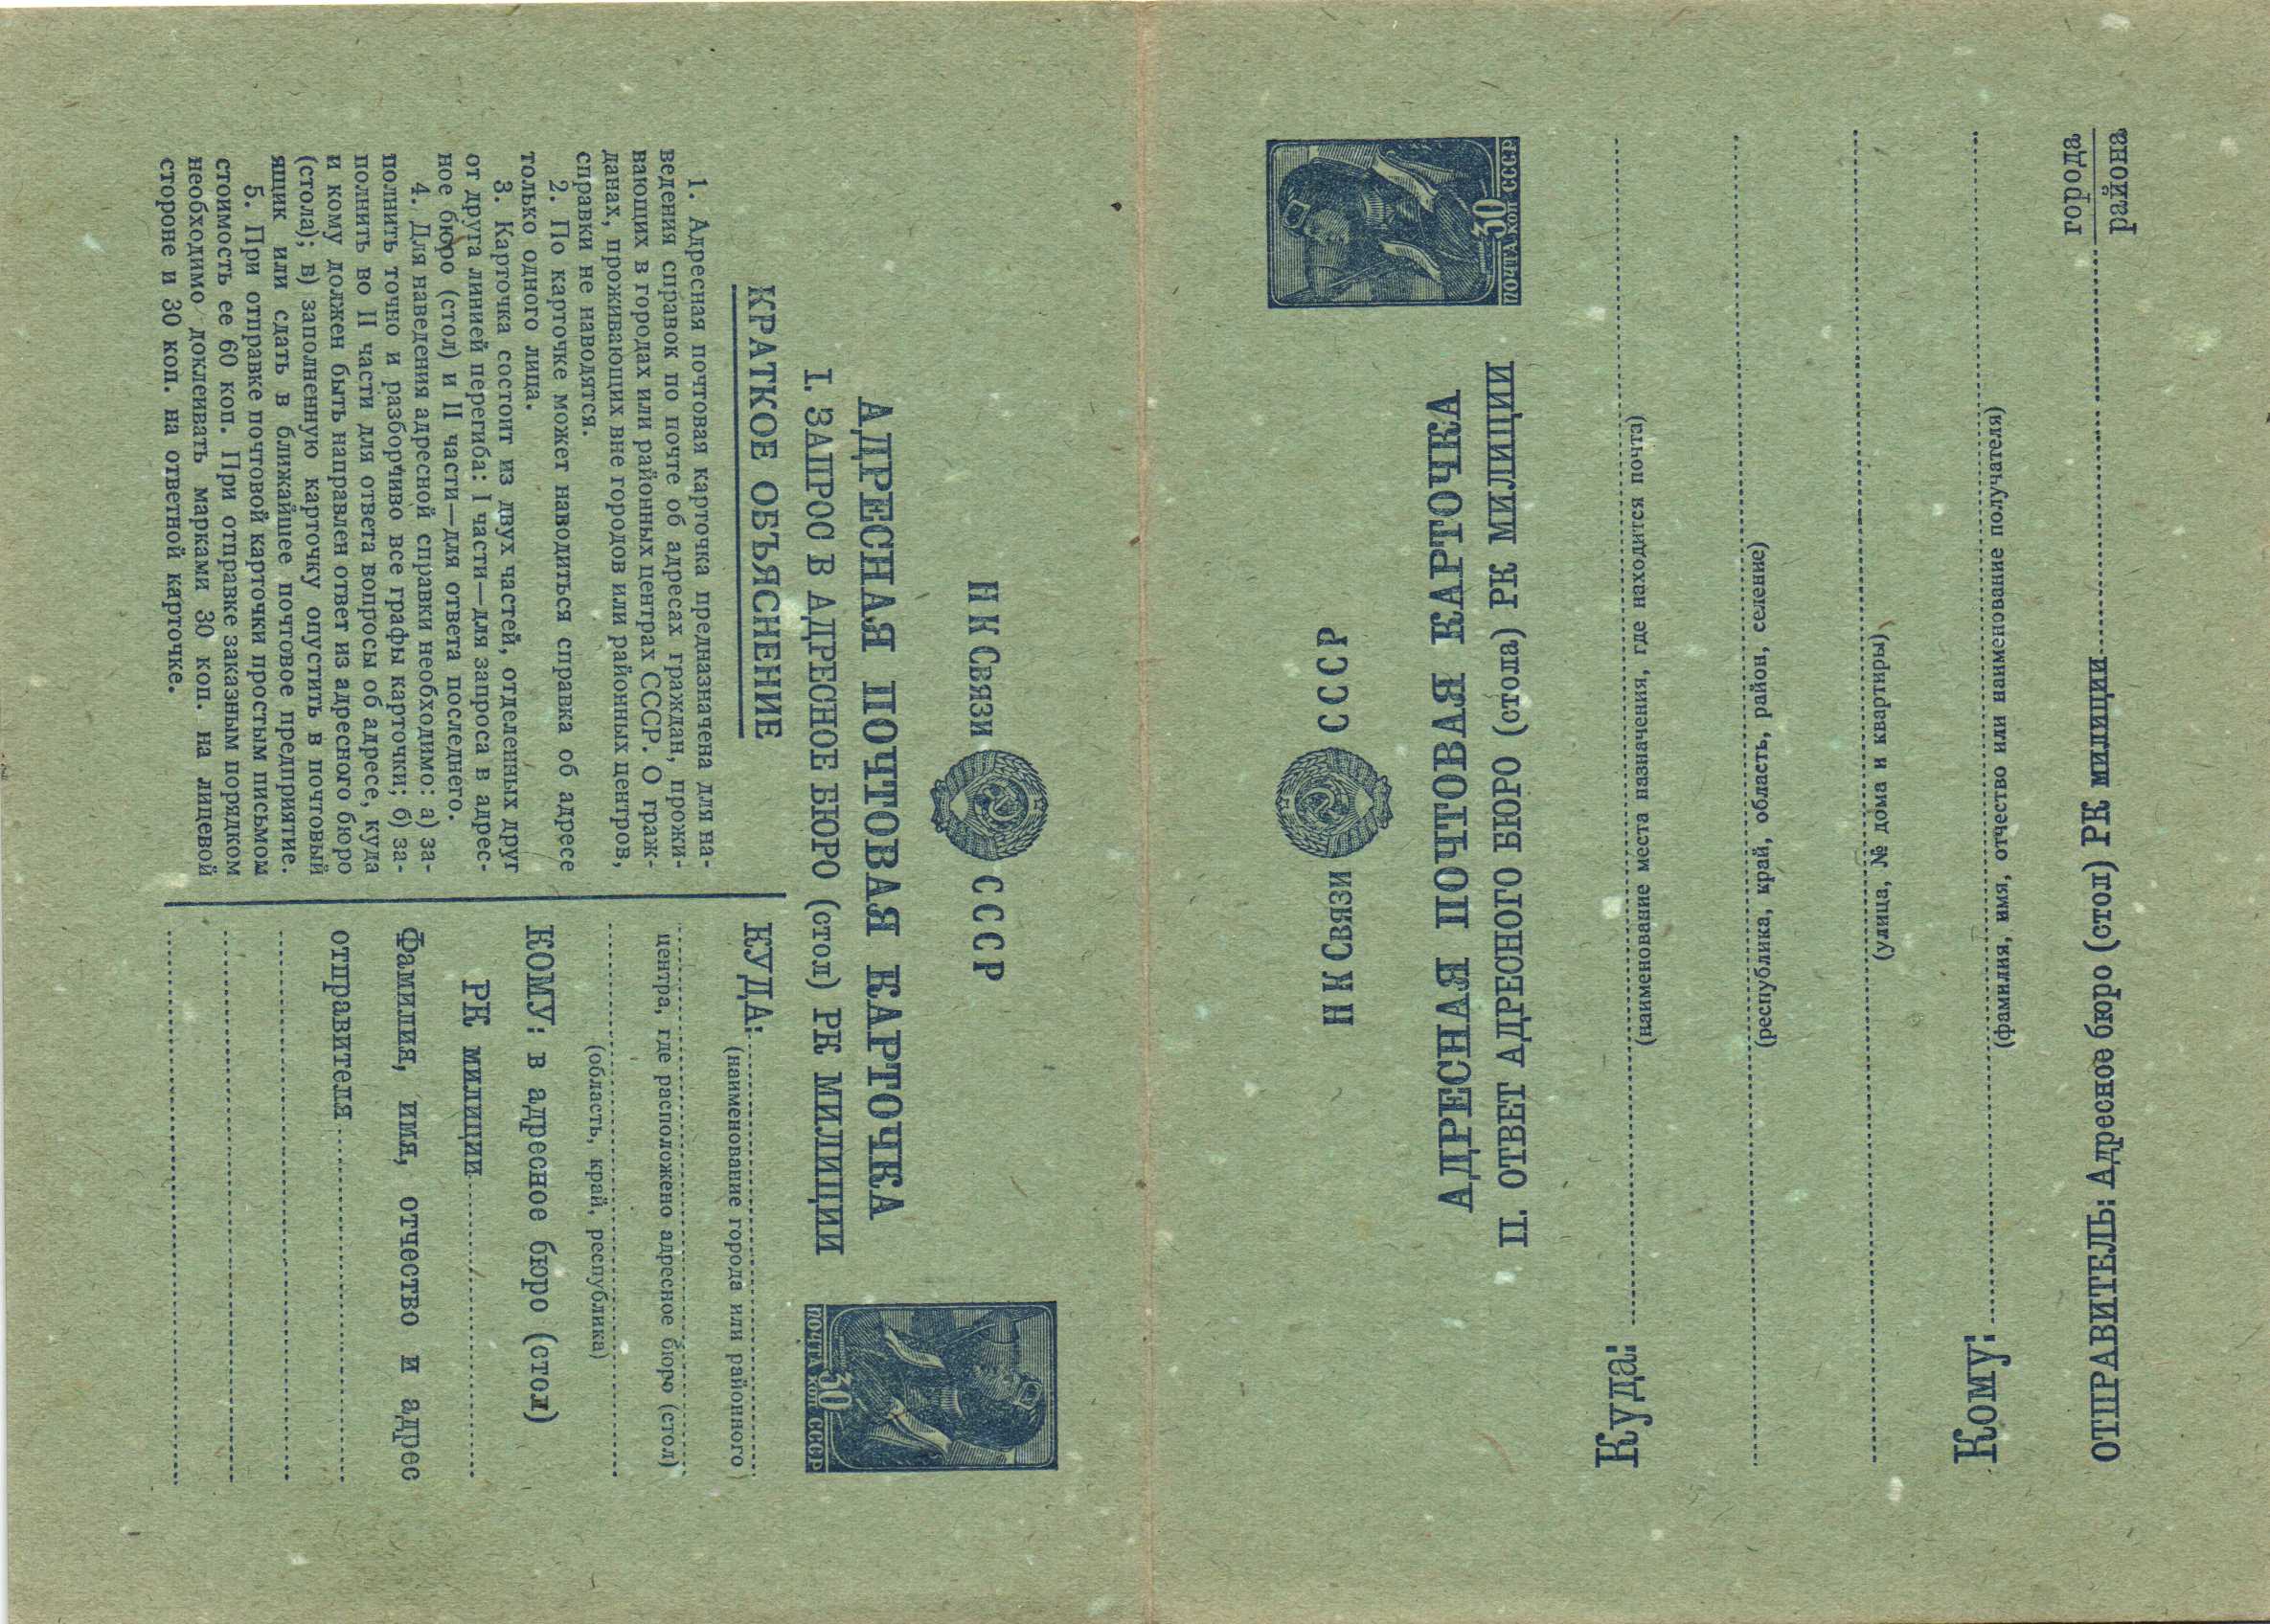 НК Связи СССР
АДРЕСНАЯ ПОЧТОВАЯ КАРТОЧКА
I. ЗАПРОС В АДРЕСНОЕ БЮРО (стол) РК МИЛИЦИИ
ПОЧТА СССР
30
КОП
КРАТКОЕ ОБЪЯСНЕНИЕ
1. Адресная почтовая карточка предназначена для на-
ведения справок по почте об адресах граждан, прожи-
вающих в городах или районных центрах СССР. О граж-
данах, проживающих вне городов или районных центров,
справки не наводятся.
2. По карточке может наводиться справка об адресе
только одного лица.
3. Карточка состоит из двух частей, отделенных друг
от друга линией перегиба: I части—для запроса в адрес-
ное бюро (стол) и II части—для ответа последнего.
4. Для наведения адресной справки необходимо: а) за-
полнить точно и разборчиво все графы карточки; б) за-
полнить во II части для ответа вопросы об адресе, куда
и кому должен быть направлен ответ из адресного бюро
(стола); в) заполненную карточку опустить в почтовый
ящик или сдать в ближайшее почтовое предприятие.
5. При отправке почтовой карточки простым письмом
стоимость ее 60 коп. При отправке заказным порядком
необходимо доклеивать марками 30 коп. на лицевой
стороне и 30 коп. на ответной карточке.
КУДА:
(наименование города или районного
центра, где расположено адресное бюро (стол)
(область, край, республика)
КОМУ: в адресное бюро (стол)
РК милиции
Фамилия, имя, отчество и адрес
отправителя
НК Связи СССР
АДРЕСНАЯ ПОЧТОВАЯ КАРТОЧКА
II. ОТВЕТ АДРЕСНОГО БЮРО (стола) РК МИЛИЦИИ
ПОЧТА СССР
30
КОП
Куда:
(наименование места назначения, где находится почта)
(республика, край, область, район, селение)
(улица, № дома и квартиры)
Кому:
(фамилия, имя, отчество или наименование получателя)
ОТПРАВИТЕЛЬ: Адресное бюро (стол) РК милиции
города
района